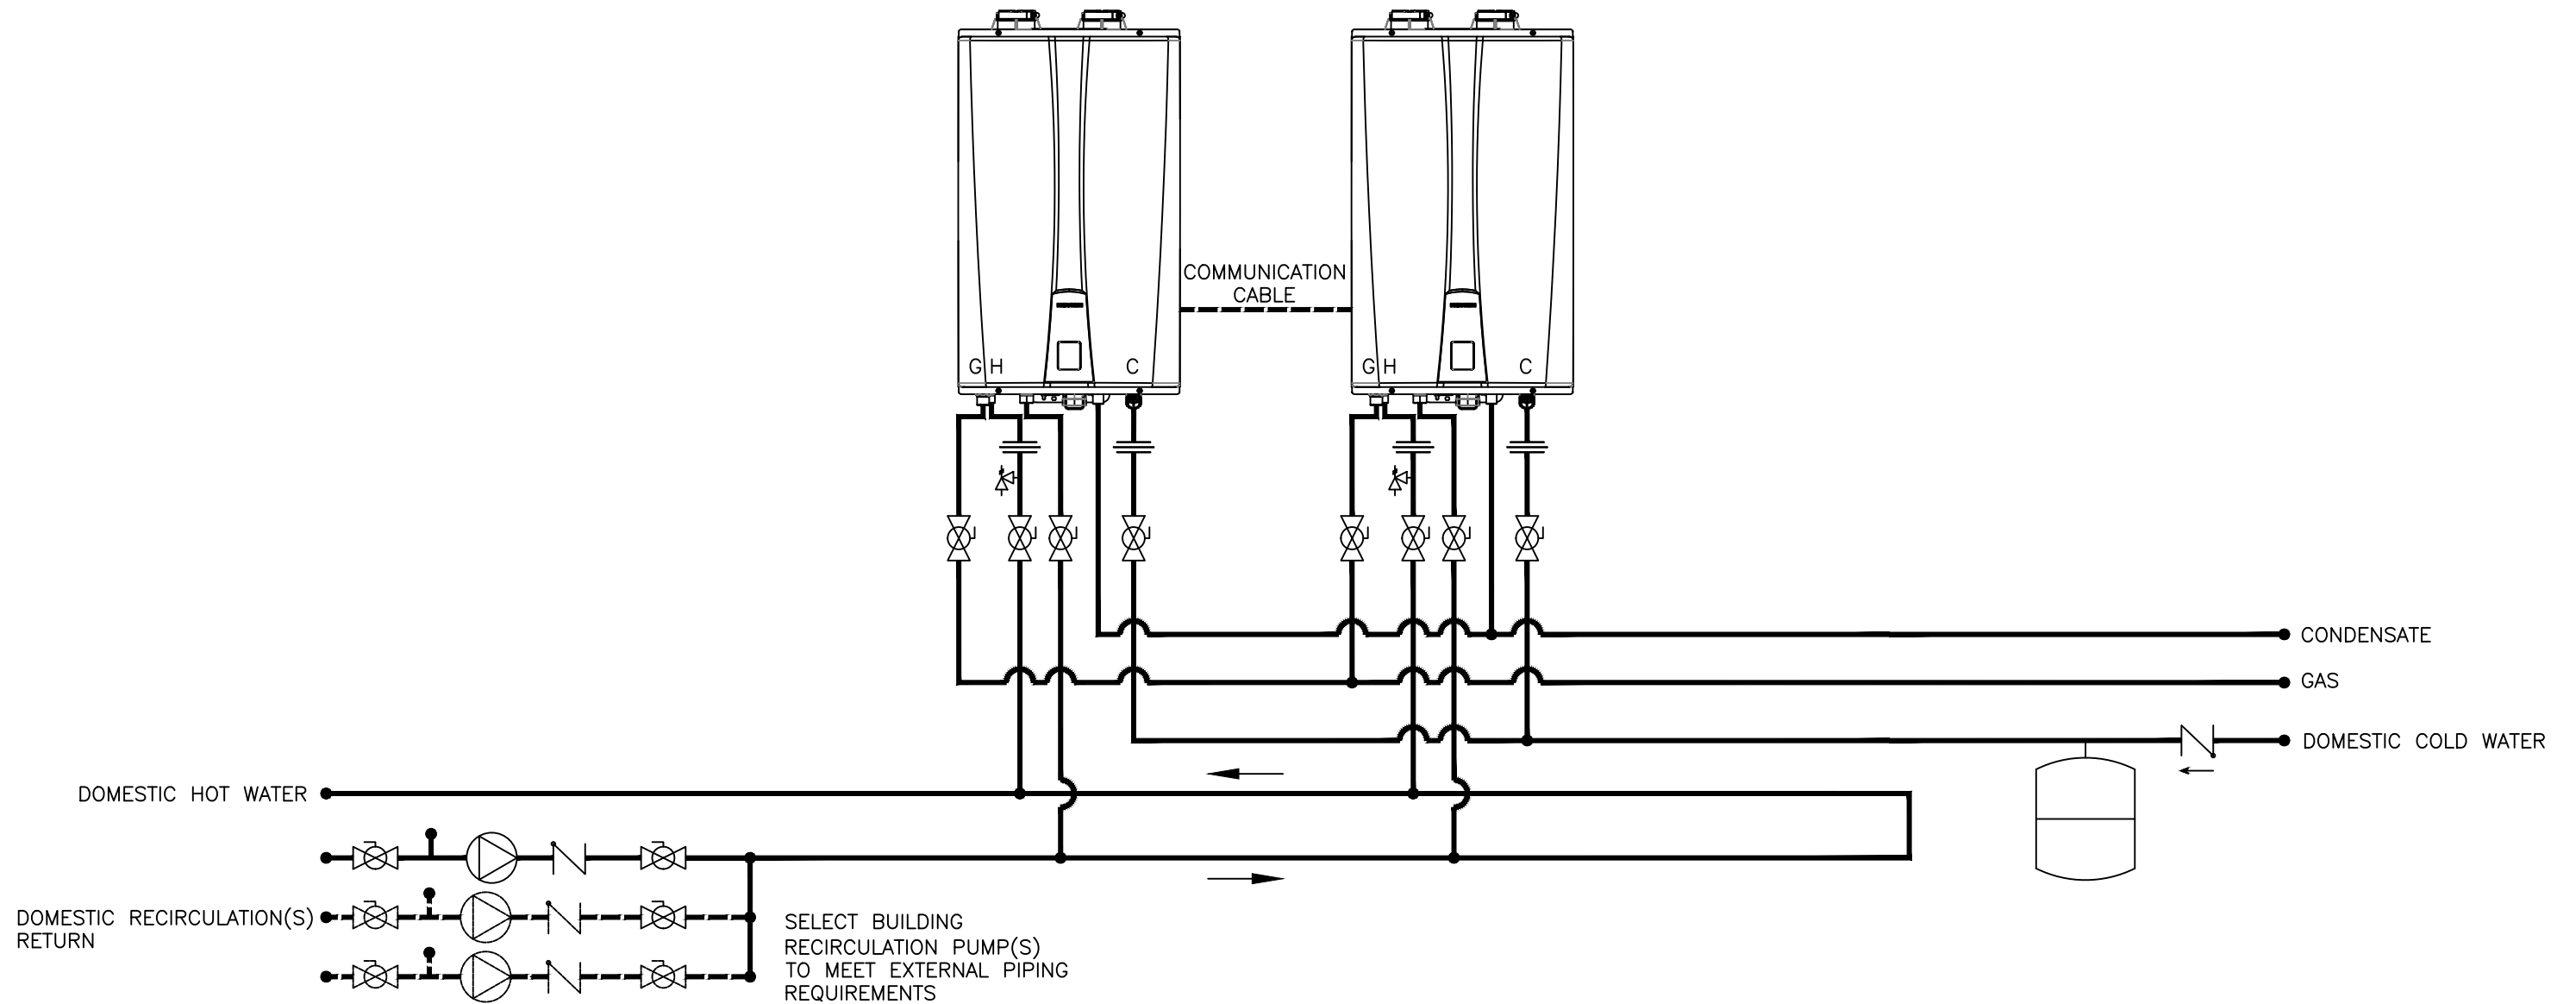 COMMUNICATION
CABLE
G H
C
G H
C
CONDENSATE
GAS
DOMESTIC COLD WATER
DOMESTIC HOT WATER
DOMESTIC RECIRCULATION(S)
RETURN
SELECT BUILDING
RECIRCULATION PUMP(S)
TO MEET EXTERNAL PIPING
REQUIREMENTS